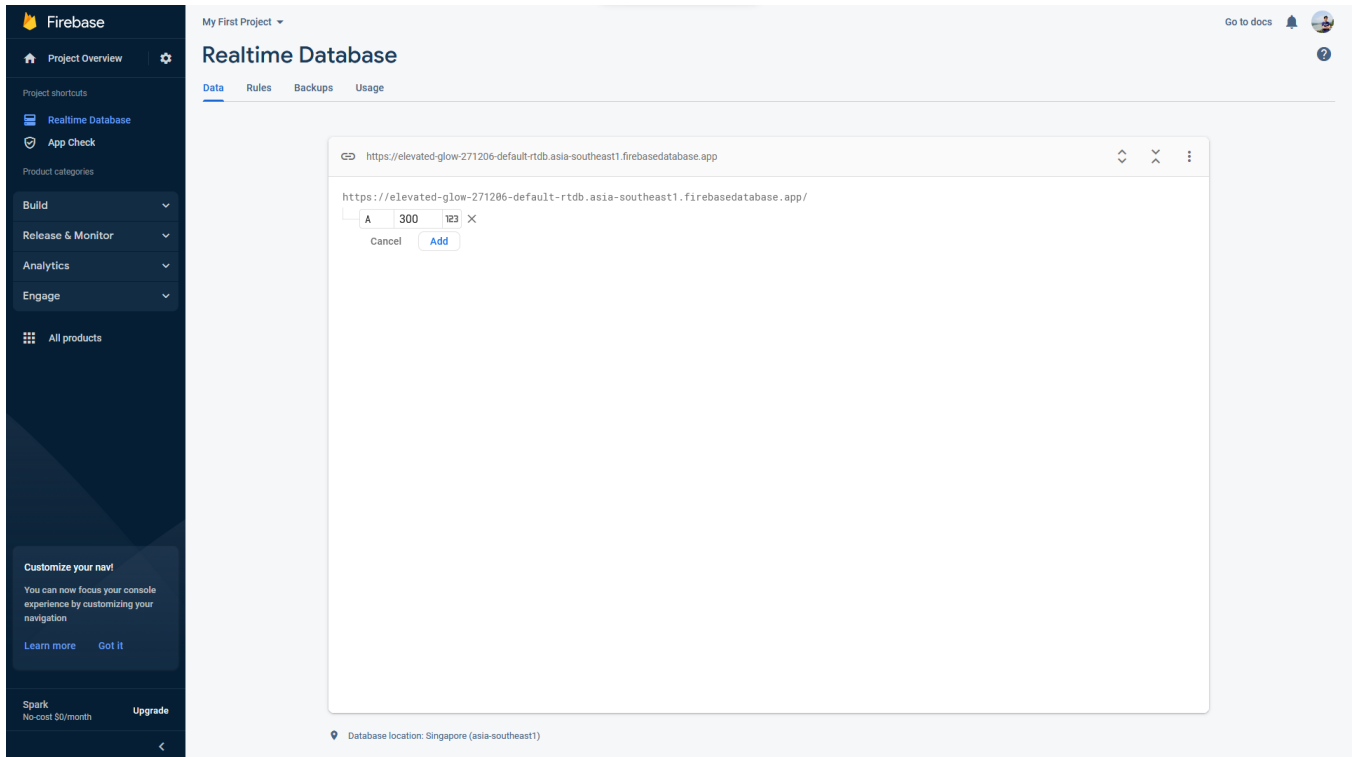 Firebase
Project Overview
Project shortcuts
Realtime Database
App Check
Product categories
Build
Release & Monitor
Analytics
Engage
All products
Customize your nav!
You can now focus your console
experience by customizing your
navigation
Learn more Got it
Spark
No-cost $0/month
Upgrade
My First Project
Go to docs
Realtime Database
Data Rules Backups Usage
https://elevated-glow-271206-default-rtdb.asia-southeast1.firebasedatabase.app
https://elevated-glow-271206-default-rtdb.asia-southeast1.firebasedatabase.app/
A 300 123
Cancel Add
Database location: Singapore (asia-southeast1)